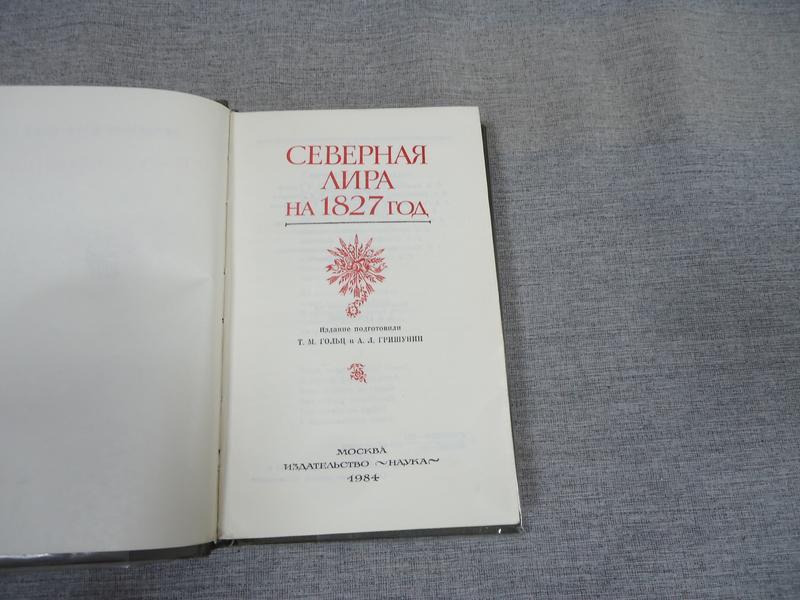 СЕВЕРНАЯ
ЛИРА
НА 1827 ГОД
Издание подготовили
Т. М. ГОЛЬЦ и А. Л. ГРИШУНИН
МОСКВА
ИЗДАТЕЛЬСТВО ~НАУКА~
1984